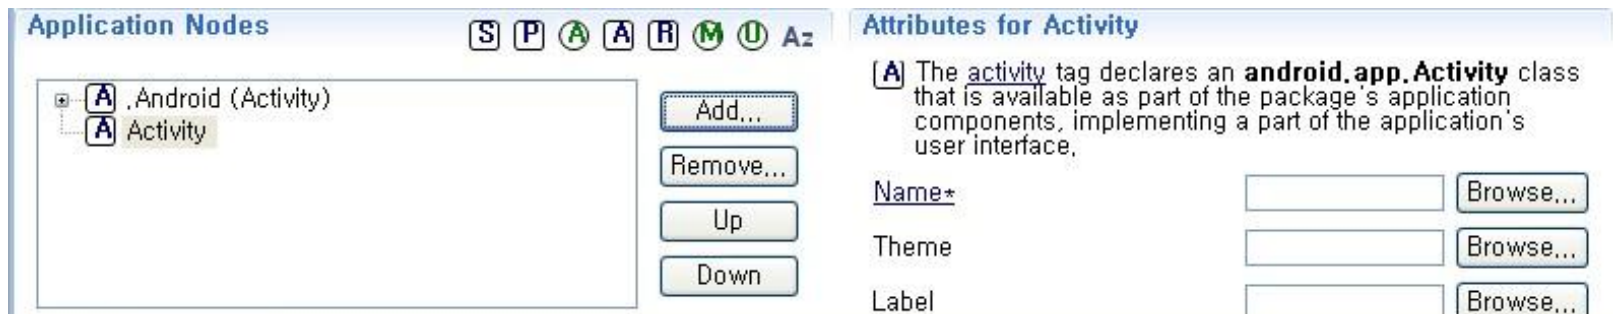 Application Nodes
S P A A R M U Az
A .Android (Activity)
A Activity
Add...
Remove...
Up
Down
Attributes for Activity
A The activity tag declares an android.app.Activity class
that is available as part of the package's application
components, implementing a part of the application's
user interface.
Name* Browse...
Theme Browse...
Label Browse...